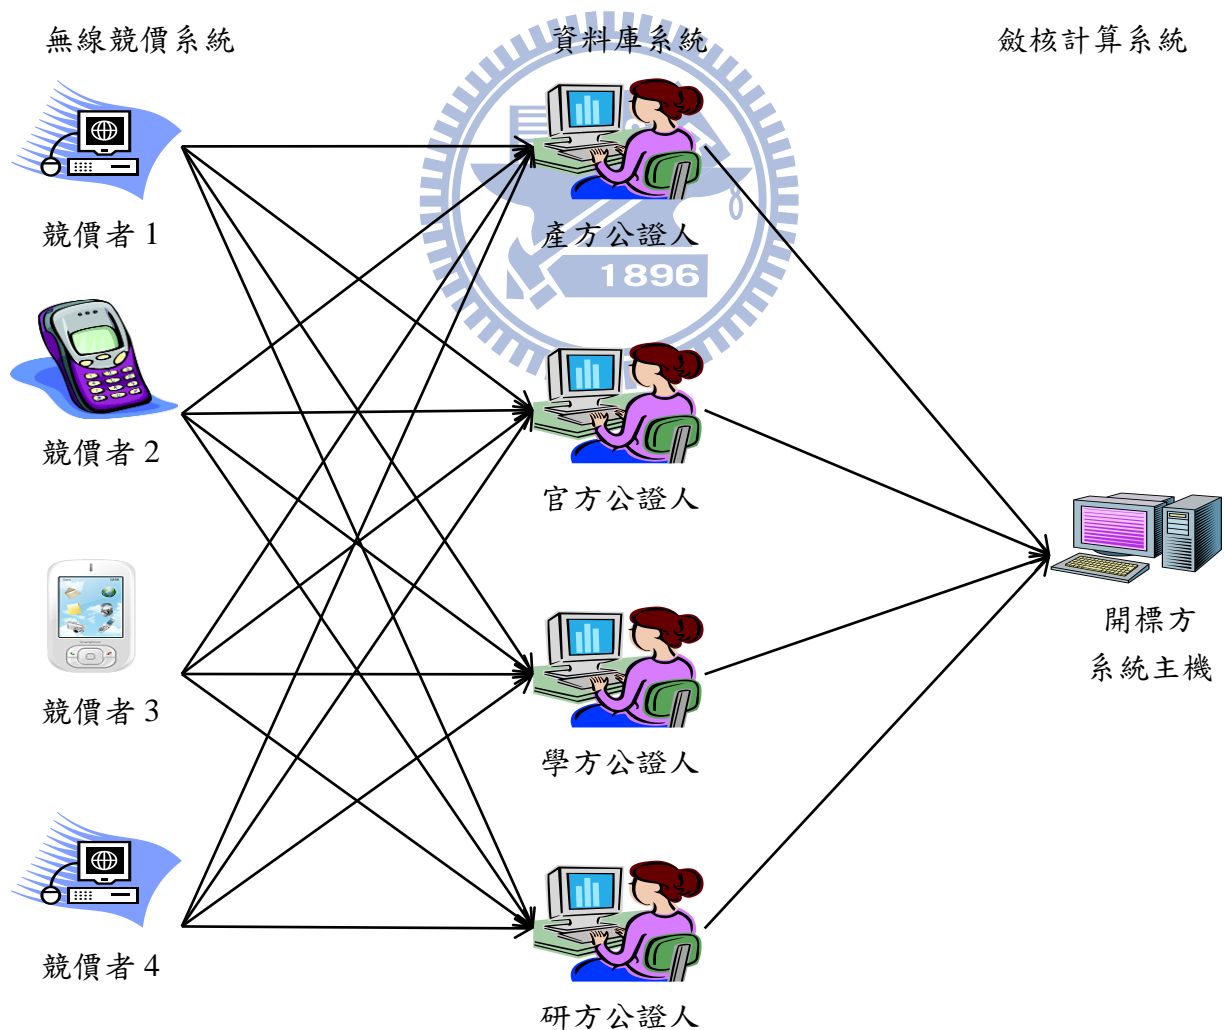 無線競價系統
資料庫系統
斂核計算系統
競價者 1
產方公證人
1896
競價者 2
官方公證人
開標方
系統主機
競價者 3
學方公證人
競價者 4
研方公證人